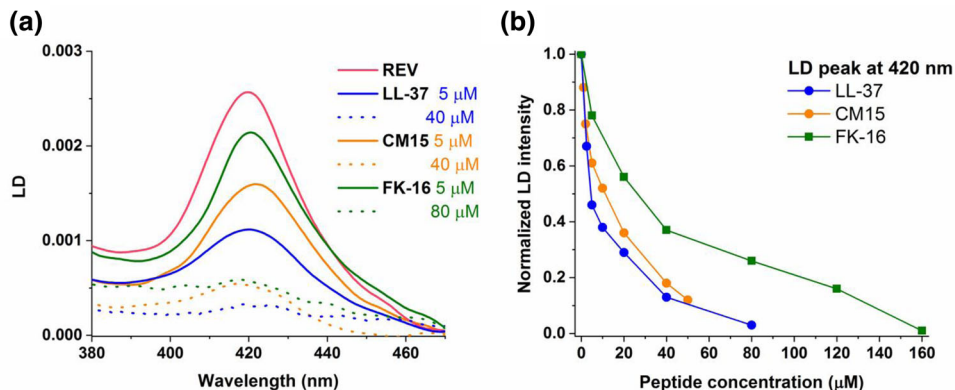 (a)
0.003
0.002
0.001
0.000
LD
380
400
420
440
460
Wavelength (nm)
REV
LL-37 5 μM
40 μM
CM15 5 μM
40 μM
FK-16 5 μM
80 μM
(b)
1.0
0.8
0.6
0.4
0.2
0.0
Normalized LD intensity
0
20
40
60
80
100
120
140
160
Peptide concentration (μM)
LD peak at 420 nm
LL-37
CM15
FK-16